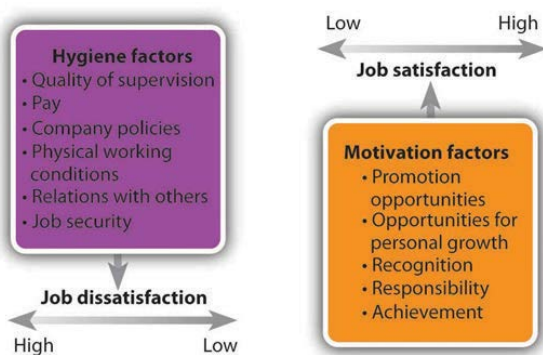 Hygiene factors
• Quality of supervision
• Pay
• Company policies
• Physical working
conditions
• Relations with others
• Job security
Job dissatisfaction
High Low
Low High
Job satisfaction
Motivation factors
• Promotion
opportunities
• Opportunities for
personal growth
• Recognition
• Responsibility
• Achievement